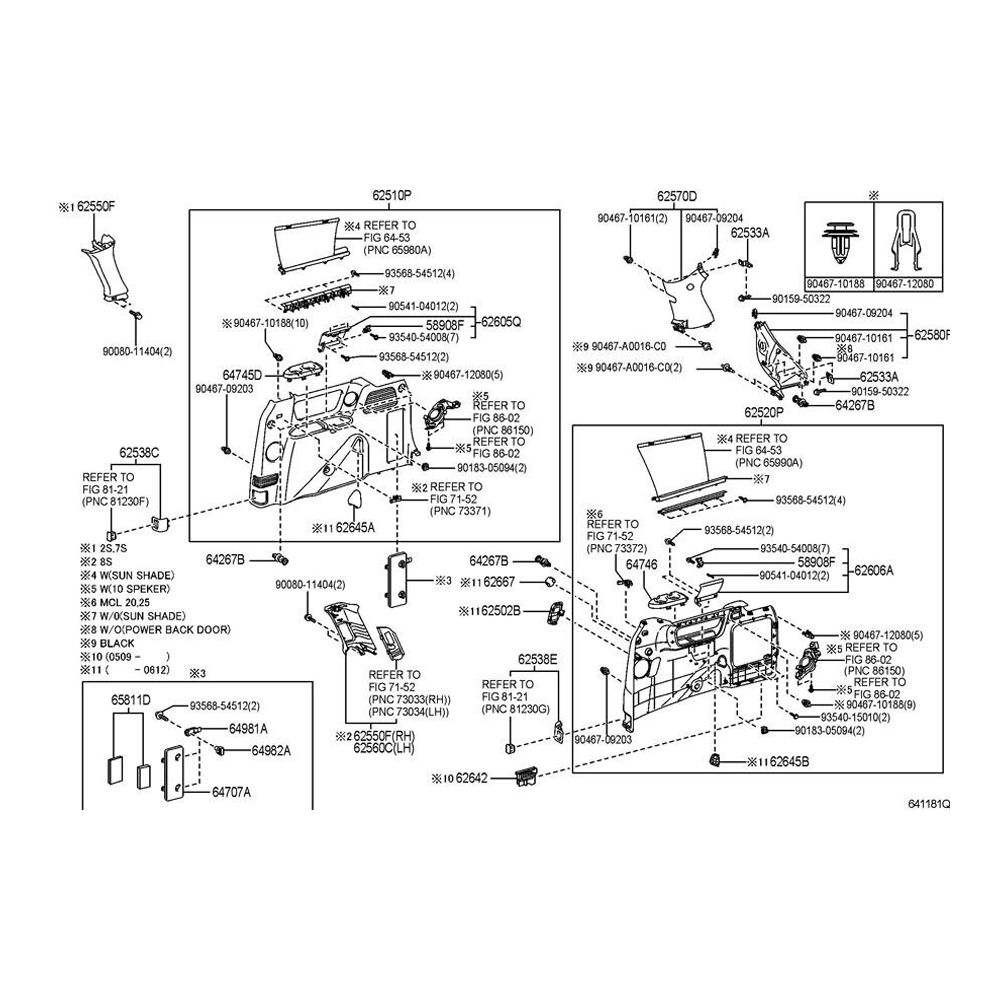 ※1 62550F
90080-11404(2)
62510P
※4 REFER TO
FIG 64-53
(PNC 65980A)
93568-54512(4)
※7
90541-04012(2)
62605Q
58908F
93540-54008(7)
93568-54512(2)
※
90467-10188(10)
64745D
90467-09203
※ 90467-12080(5)
※5
REFER TO
FIG 86-02
(PNC 86150)
※5 REFER TO
FIG 86-02
90183-05094(2)
※2 REFER TO
FIG 71-52
(PNC 73371)
※11 62645A
62538C
REFER TO
FIG 81-21
(PNC 81230F)
64267B
62570D
90467-10161(2)
90467-09204
62533A
90159-50322
※9 90467-A0016-C0
※9 90467-A0016-C0(2)
※
90467-10188
90467-12080
90467-09204
62580F
90467-10161
※8
90467-10161
62533A
90159-50322
64267B
62520P
※4 REFER TO
FIG 64-53
(PNC 65990A)
※7
93568-54512(4)
※6
REFER TO
FIG 71-52
(PNC 73372)
93568-54512(2)
93540-54008(7)
58908F
62606A
90541-04012(2)
64746
※ 90467-12080(5)
※5
REFER TO
FIG 86-02
(PNC 86150)
REFER TO
※5
FIG 86-02
※ 90467-10188(9)
93540-15010(2)
90183-05094(2)
※11 62645B
90467-09203
64267B
※11 62667
※11 62502B
62538E
REFER TO
FIG 81-21
(PNC 81230G)
※10 62642
※3
90080-11404(2)
REFER TO
FIG 71-52
(PNC 73033(RH))
(PNC 73034(LH))
※2 62550F(RH)
62560C(LH)
※1 2S,7S
※2 8S
※4 W(SUN SHADE)
※5 W(10 SPEKER)
※6 MCL 20,25
※7 W/0(SUN SHADE)
※8 W/O(POWER BACK DOOR)
※9 BLACK
※10 (0509 - )
※11 ( - 0612)
※3
65811D
93568-54512(2)
64981A
64982A
64707A
641181Q